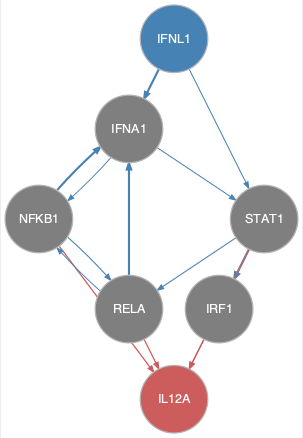 IFNL1
IFNA1
NFKB1
STAT1
RELA
IRF1
IL12A